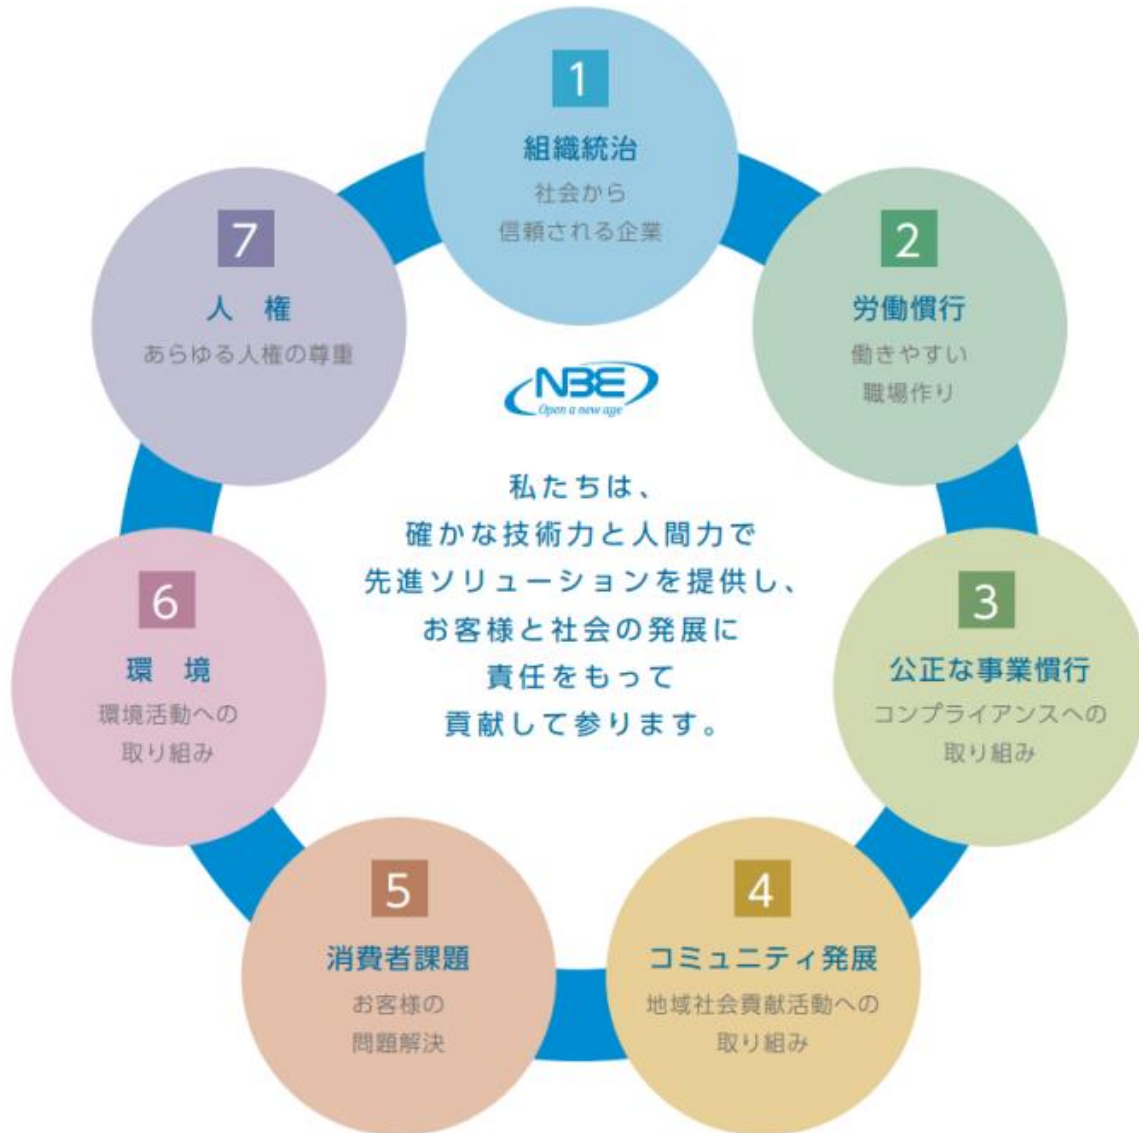 1
組織統治
社会から
信頼される企業
2
労働慣行
働きやすい
職場作り
3
公正な事業慣行
コンプライアンスへの
取り組み
4
コミュニティ発展
地域社会貢献活動への
取り組み
5
消費者課題
お客様の
問題解決
6
環　境
環境活動への
取り組み
7
人　権
あらゆる人権の尊重
NBE
Open a new age
私たちは、
確かな技術力と人間力で
先進ソリューションを提供し、
お客様と社会の発展に
責任をもって
貢献して参ります。